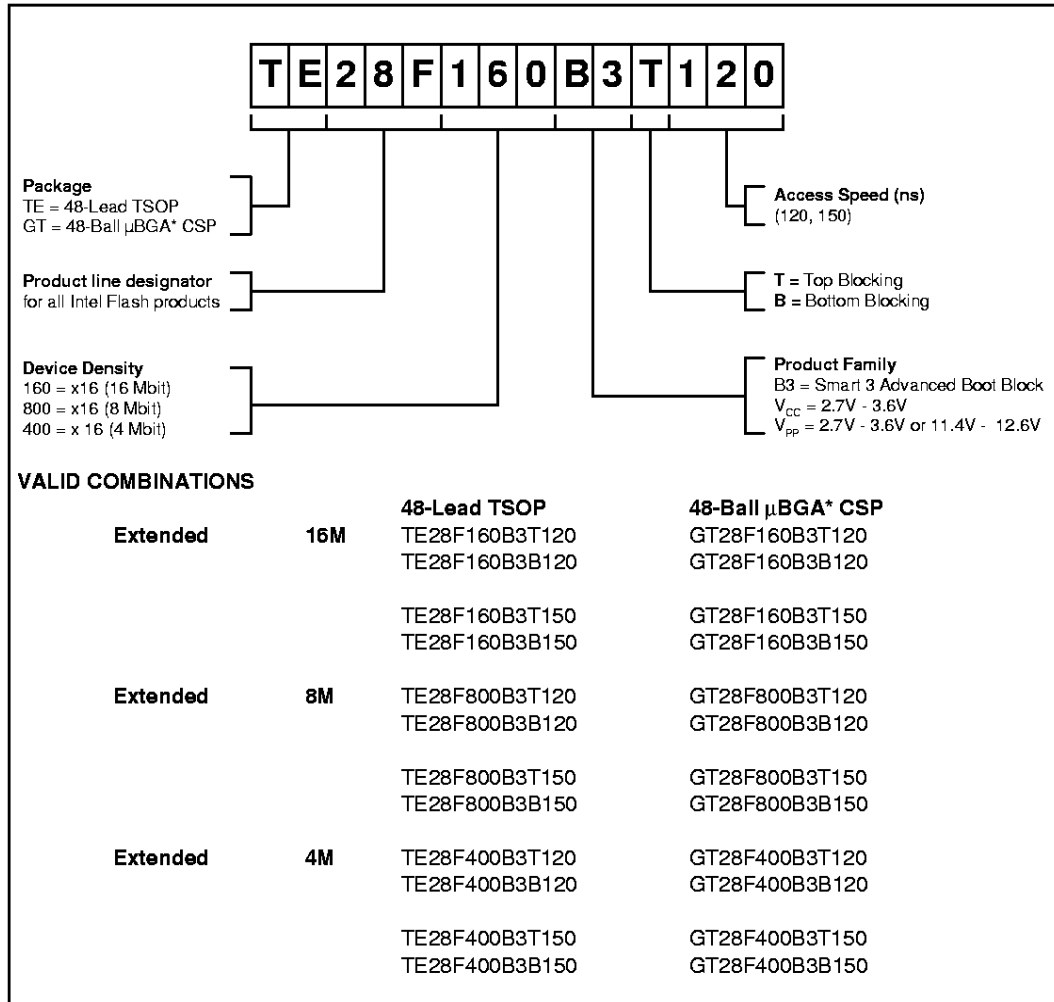 TE28F160B3T120
Package
TE = 48-Lead TSOP
GT = 48-Ball µBGA* CSP
Product line designator
for all Intel Flash products
Device Density
160 = x16 (16 Mbit)
800 = x16 (8 Mbit)
400 = x 16 (4 Mbit)
Access Speed (ns)
(120, 150)
T = Top Blocking
B = Bottom Blocking
Product Family
B3 = Smart 3 Advanced Boot Block
VCC = 2.7V - 3.6V
VPP = 2.7V - 3.6V or 11.4V - 12.6V
VALID COMBINATIONS
48-Lead TSOP 48-Ball µBGA* CSP
Extended 16M TE28F160B3T120 GT28F160B3T120
TE28F160B3B120 GT28F160B3B120
TE28F160B3T150 GT28F160B3T150
TE28F160B3B150 GT28F160B3B150
Extended 8M TE28F800B3T120 GT28F800B3T120
TE28F800B3B120 GT28F800B3B120
TE28F800B3T150 GT28F800B3T150
TE28F800B3B150 GT28F800B3B150
Extended 4M TE28F400B3T120 GT28F400B3T120
TE28F400B3B120 GT28F400B3B120
TE28F400B3T150 GT28F400B3T150
TE28F400B3B150 GT28F400B3B150